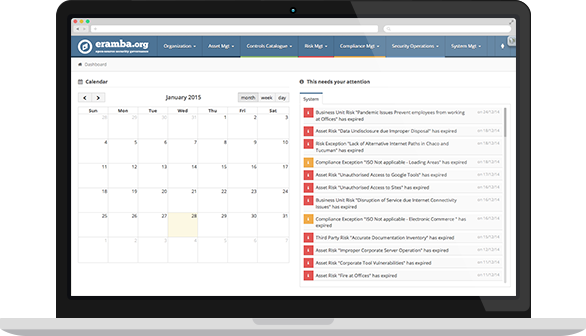 eramba.org
open source security governance
Organization
Asset Mgt
Controls Catalogue
Risk Mgt
Compliance Mgt
Security Operations
System Mgt
Dashboard
Calendar
January 2015
month
week
day
Sun
Mon
Tue
Wed
Thu
Fri
Sat
28 29 30 31 1 2 3
4 5 6 7 8 9 10
11 12 13 14 15 16 17
18 19 20 21 22 23 24
25 26 27 28 29 30 31
1 2 3 4 5 6 7
This needs your attention
System
Business Unit Risk "Pandemic Issues Prevent employees from working
at Offices" has expired
Asset Risk "Data Undisclosure due Improper Disposal" has expired
Risk Exception "Lack of Alternative Internet Paths in Chaco and
Tucuman" has expired
Compliance Exception "ISO Not applicable - Loading Areas" has expired
Asset Risk "Unauthorised Access to Google Tools" has expired
Asset Risk "Unauthorised Access to Sites" has expired
Business Unit Risk "Disruption of Service due Internet Connectivity
Issues" has expired
Compliance Exception "ISO Not applicable - Electronic Commerce " has
expired
Third Party Risk "Accurate Documentation Inventory" has expired
Asset Risk "Improper Corporate Server Operation" has expired
Asset Risk "Corporate Tool Vulnerabilities" has expired
Asset Risk "Fire at Offices" has expired